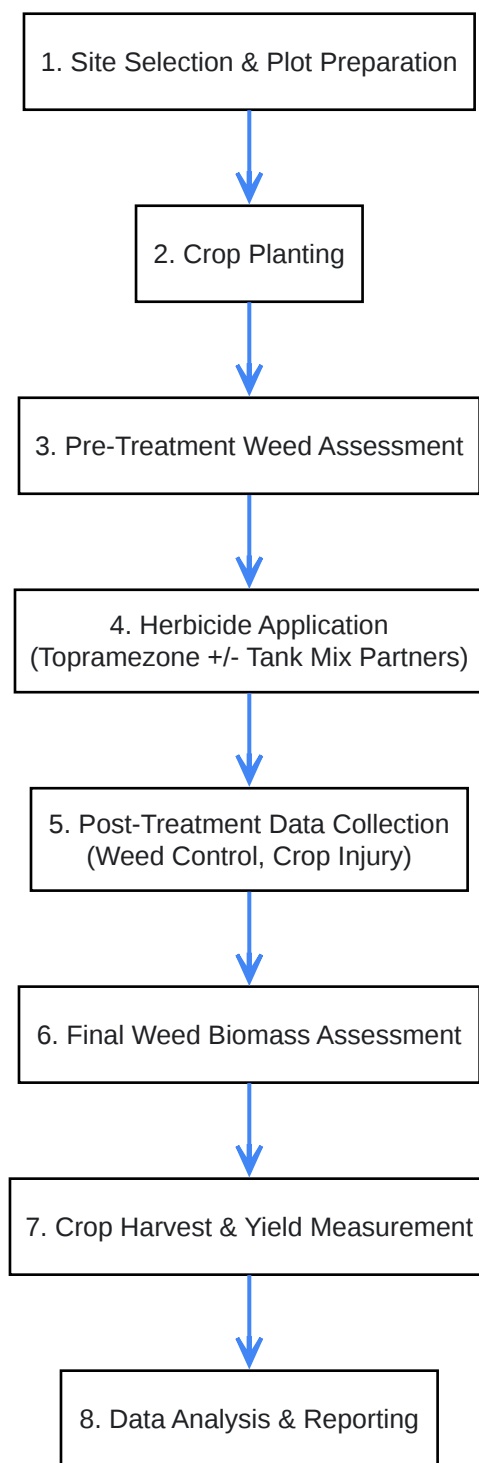 1. Site Selection & Plot Preparation
2. Crop Planting
3. Pre-Treatment Weed Assessment
4. Herbicide Application
(Topramezone +/- Tank Mix Partners)
5. Post-Treatment Data Collection
(Weed Control, Crop Injury)
6. Final Weed Biomass Assessment
7. Crop Harvest & Yield Measurement
8. Data Analysis & Reporting